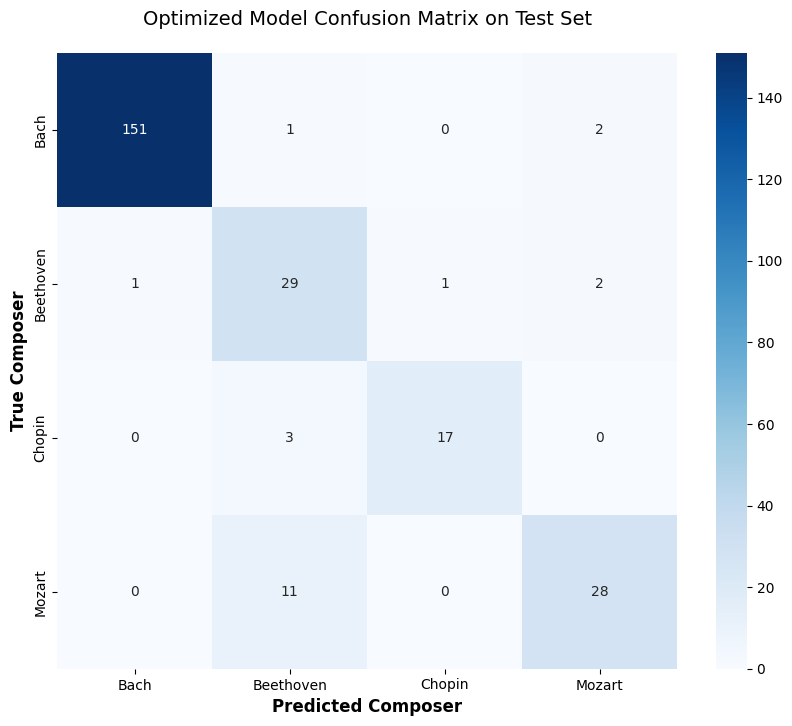 Optimized Model Confusion Matrix on Test Set
True Composer
Bach
151
1
0
2
Beethoven
1
29
1
2
Chopin
0
3
17
0
Mozart
0
11
0
28
Bach
Beethoven
Chopin
Mozart
Predicted Composer
140
120
100
80
60
40
20
0